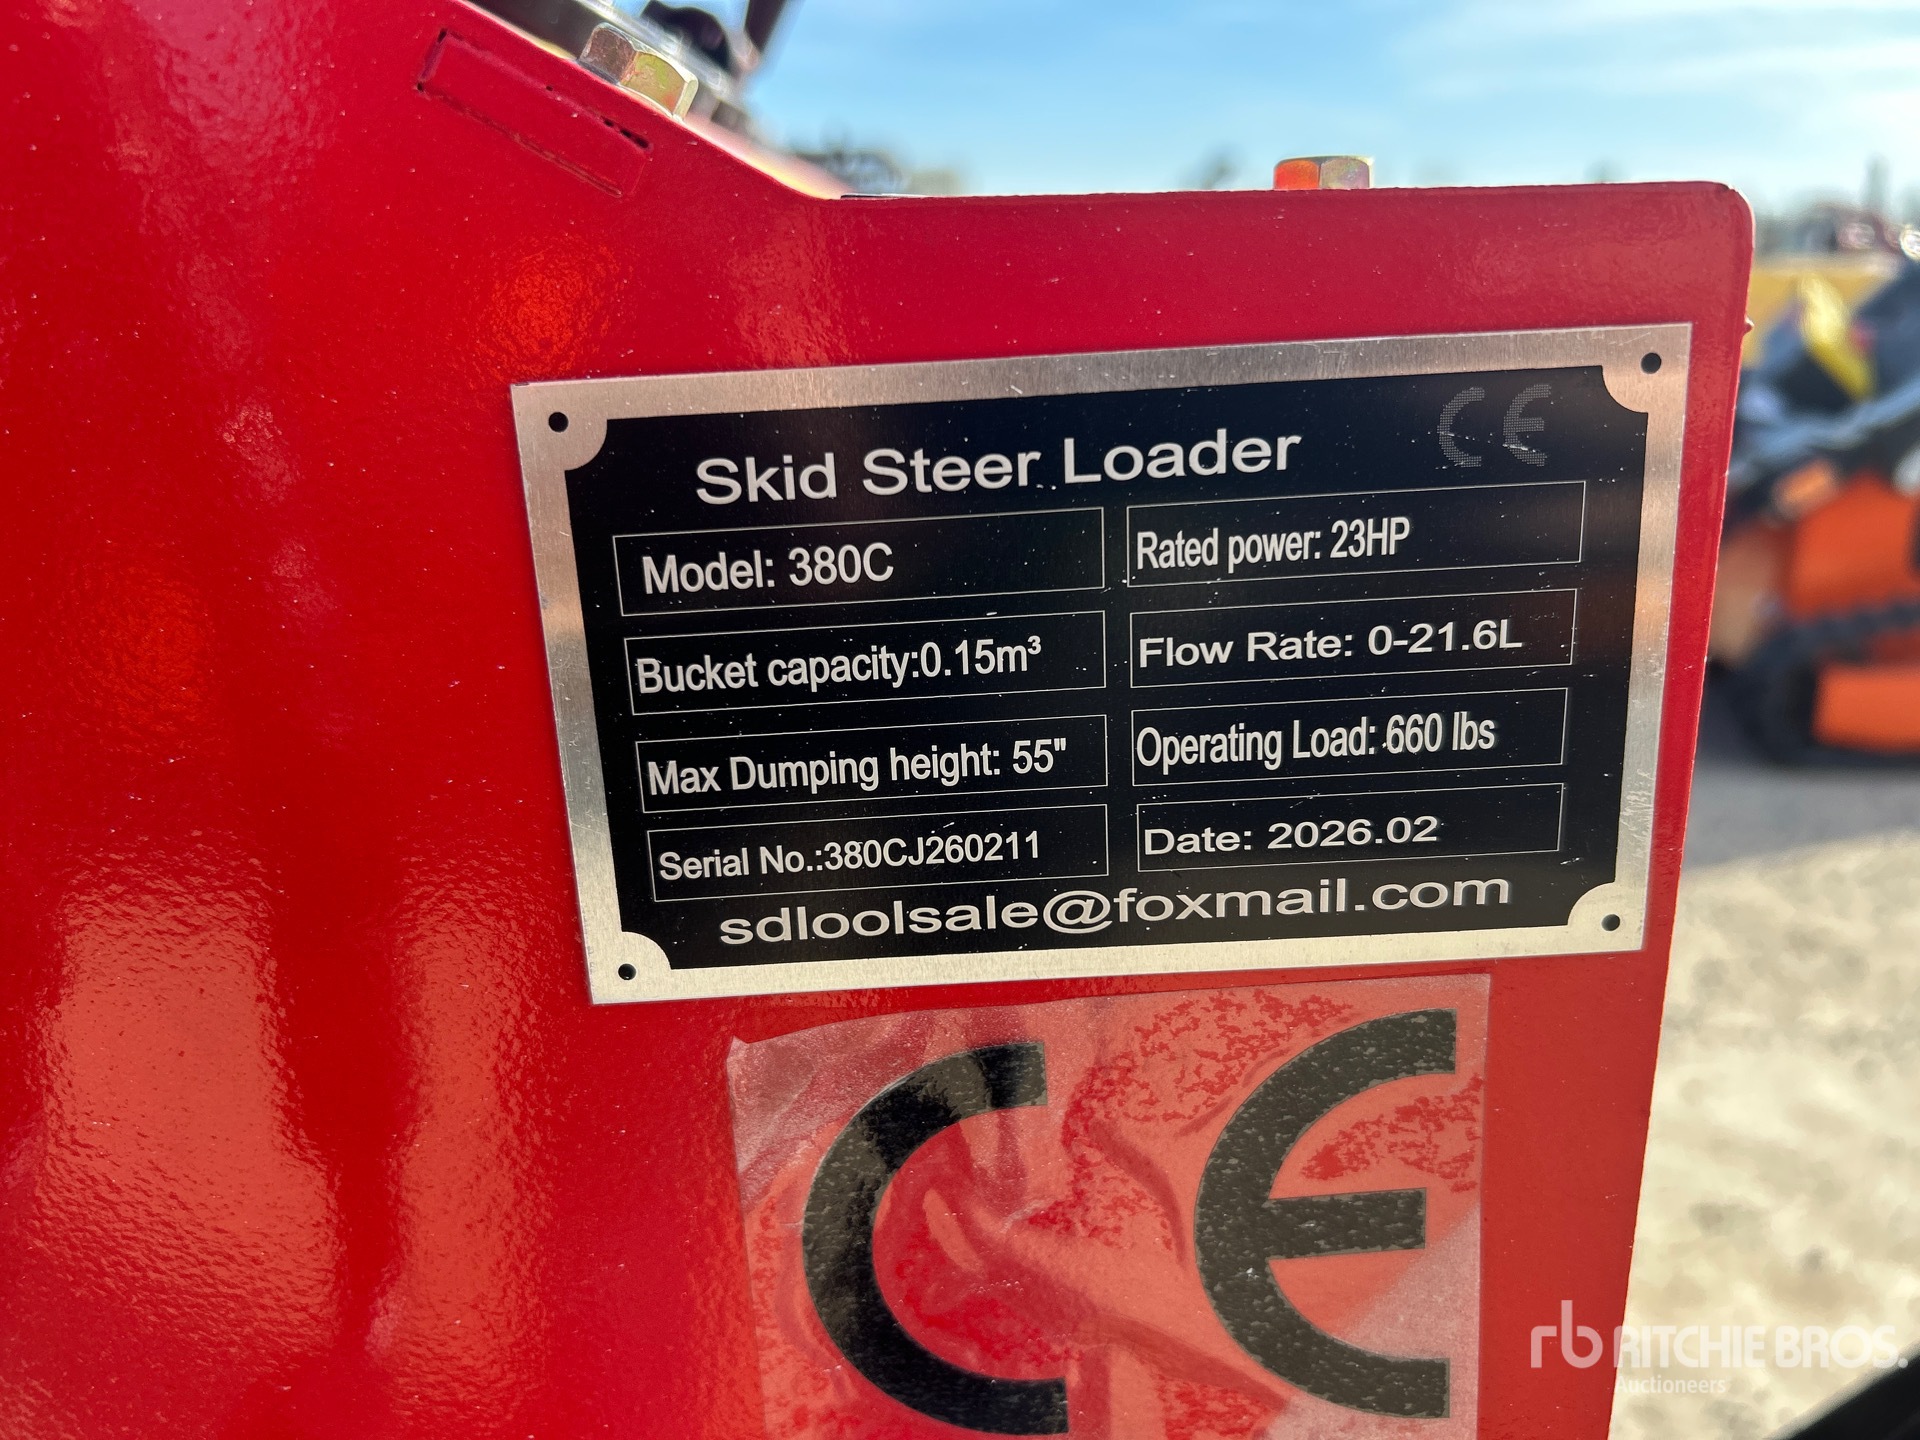 CE
Skid Steer Loader
Model: 380C
Rated power: 23HP
Bucket capacity:0.15m³
Flow Rate: 0-21.6L
Max Dumping height: 55"
Operating Load: 660 lbs
Serial No.:380CJ260211
Date: 2026.02
sdloolsale@foxmail.com
CE
rb RITCHIE BROS.
Auctioneers